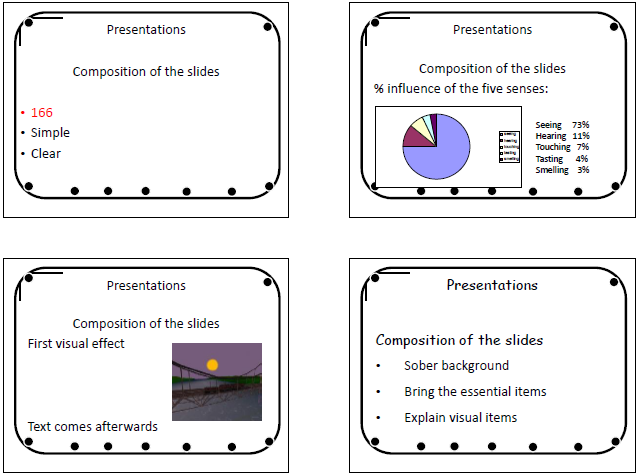 Presentations
Composition of the slides
• 166
• Simple
• Clear
Presentations
Composition of the slides
% influence of the five senses:
seeing
hearing
touching
tasting
smelling
Seeing 73%
Hearing 11%
Touching 7%
Tasting 4%
Smelling 3%
Presentations
Composition of the slides
First visual effect
Text comes afterwards
Presentations
Composition of the slides
• Sober background
• Bring the essential items
• Explain visual items